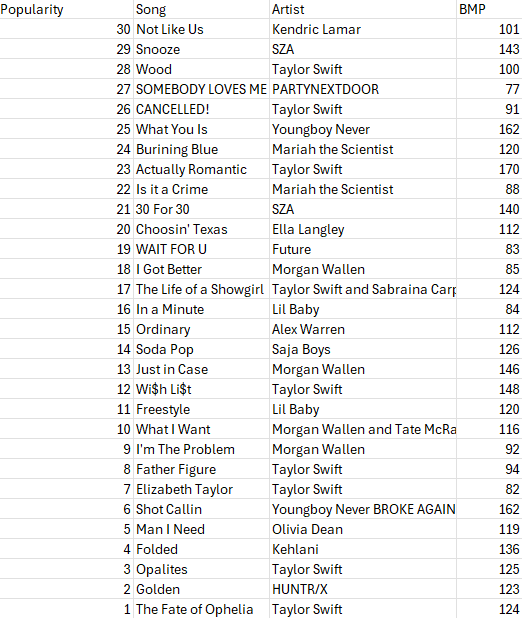 Popularity Song Artist BMP
30 Not Like Us Kendric Lamar 101
29 Snooze SZA 143
28 Wood Taylor Swift 100
27 SOMEBODY LOVES ME PARTYNEXTDOOR 77
26 CANCELLED! Taylor Swift 91
25 What You Is Youngboy Never 162
24 Burining Blue Mariah the Scientist 120
23 Actually Romantic Taylor Swift 170
22 Is it a Crime Mariah the Scientist 88
21 30 For 30 SZA 140
20 Choosin' Texas Ella Langley 112
19 WAIT FOR U Future 83
18 I Got Better Morgan Wallen 85
17 The Life of a Showgirl Taylor Swift and Sabraina Carp 124
16 In a Minute Lil Baby 84
15 Ordinary Alex Warren 112
14 Soda Pop Saja Boys 126
13 Just in Case Morgan Wallen 146
12 Wi$h Li$t Taylor Swift 148
11 Freestyle Lil Baby 120
10 What I Want Morgan Wallen and Tate McRa 116
9 I'm The Problem Morgan Wallen 92
8 Father Figure Taylor Swift 94
7 Elizabeth Taylor Taylor Swift 82
6 Shot Callin Youngboy Never BROKE AGAIN 162
5 Man I Need Olivia Dean 119
4 Folded Kehlani 136
3 Opalites Taylor Swift 125
2 Golden HUNTR/X 123
1 The Fate of Ophelia Taylor Swift 124